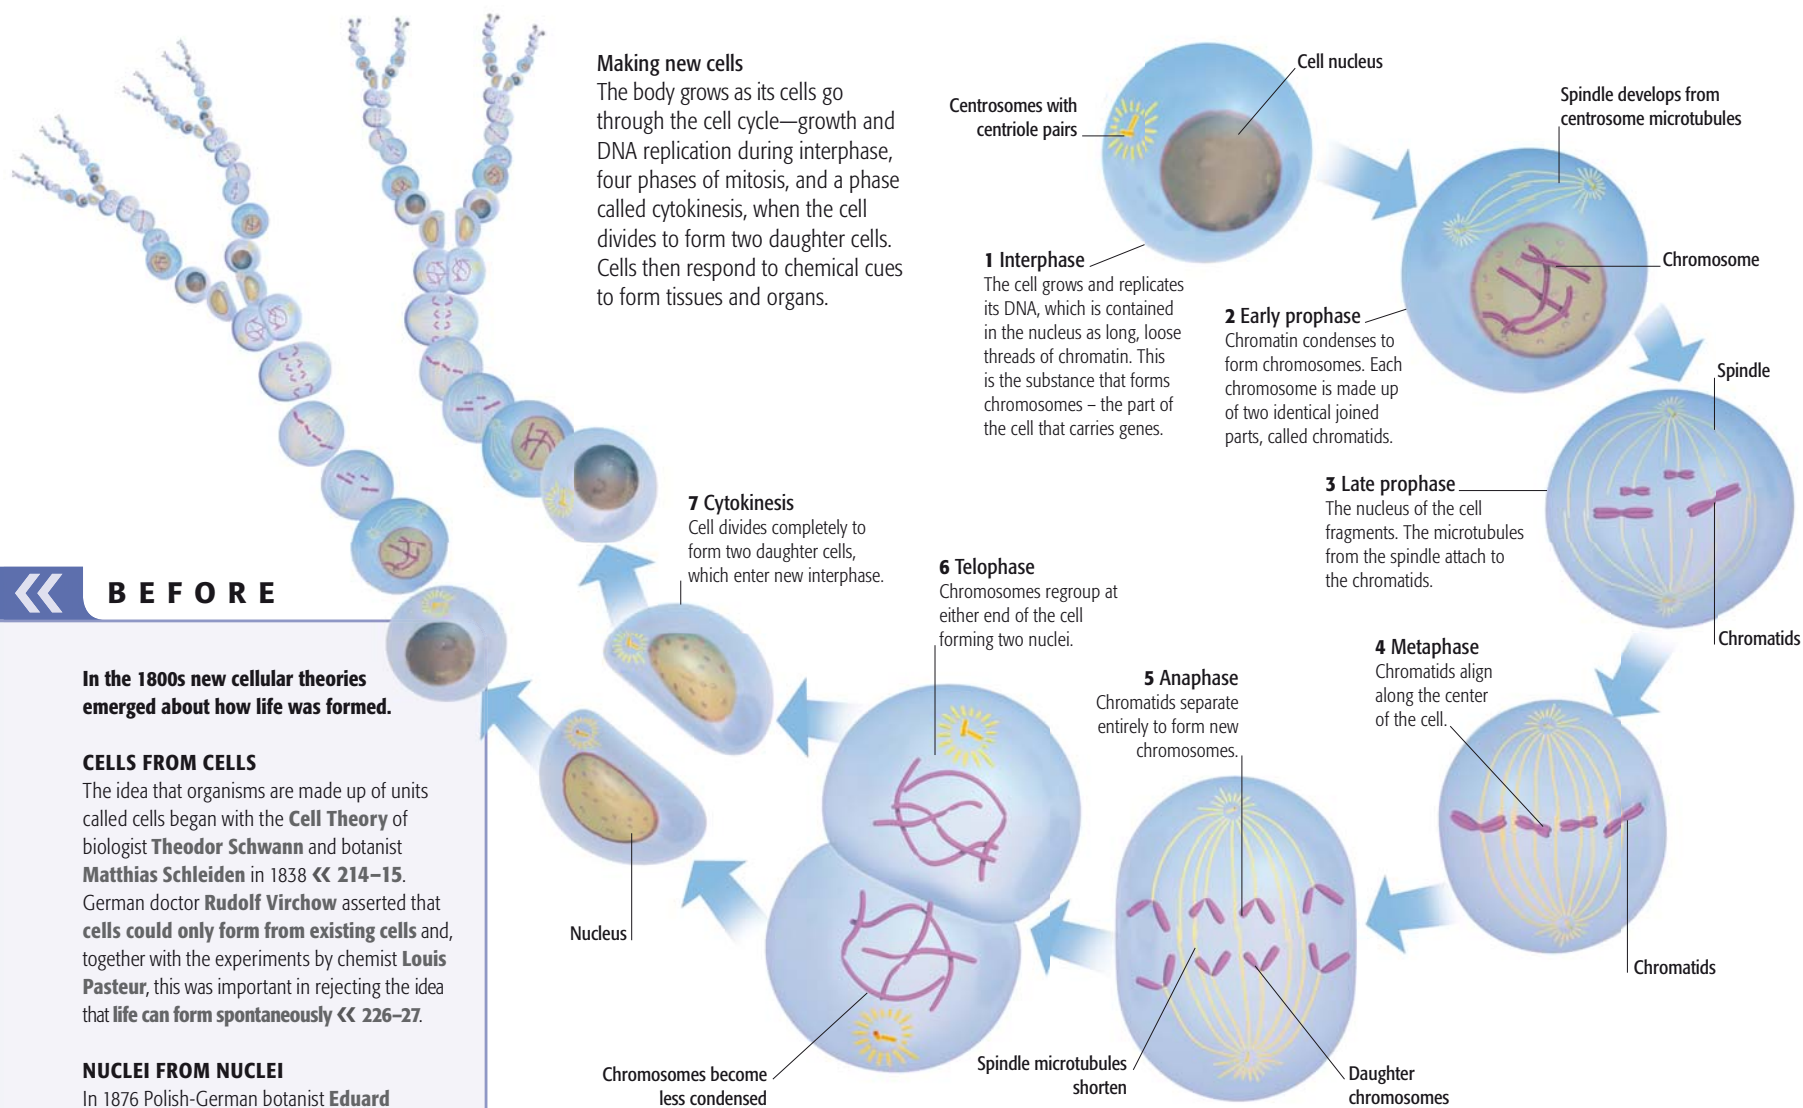 Making new cells
The body grows as its cells go
through the cell cycle—growth and
DNA replication during interphase,
four phases of mitosis, and a phase
called cytokinesis, when the cell
divides to form two daughter cells.
Cells then respond to chemical cues
to form tissues and organs.
Centrosomes with
centriole pairs
Cell nucleus
Spindle develops from
centrosome microtubules
1 Interphase
The cell grows and replicates
its DNA, which is contained
in the nucleus as long, loose
threads of chromatin. This
is the substance that forms
chromosomes – the part of
the cell that carries genes.
Chromosome
2 Early prophase
Chromatin condenses to
form chromosomes. Each
chromosome is made up
of two identical joined
parts, called chromatids.
Spindle
3 Late prophase
The nucleus of the cell
fragments. The microtubules
from the spindle attach to
the chromatids.
Chromatids
4 Metaphase
Chromatids align
along the center
of the cell.
Chromatids
5 Anaphase
Chromatids separate
entirely to form new
chromosomes.
Spindle microtubules
shorten
Daughter
chromosomes
6 Telophase
Chromosomes regroup at
either end of the cell
forming two nuclei.
Chromosomes become
less condensed
7 Cytokinesis
Cell divides completely to
form two daughter cells,
which enter new interphase.
Nucleus
« BEFORE
In the 1800s new cellular theories
emerged about how life was formed.
CELLS FROM CELLS
The idea that organisms are made up of units
called cells began with the Cell Theory of
biologist Theodor Schwann and botanist
Matthias Schleiden in 1838 « 214–15.
German doctor Rudolf Virchow asserted that
cells could only form from existing cells and,
together with the experiments by chemist Louis
Pasteur, this was important in rejecting the idea
that life can form spontaneously « 226–27.
NUCLEI FROM NUCLEI
In 1876 Polish-German botanist Eduard